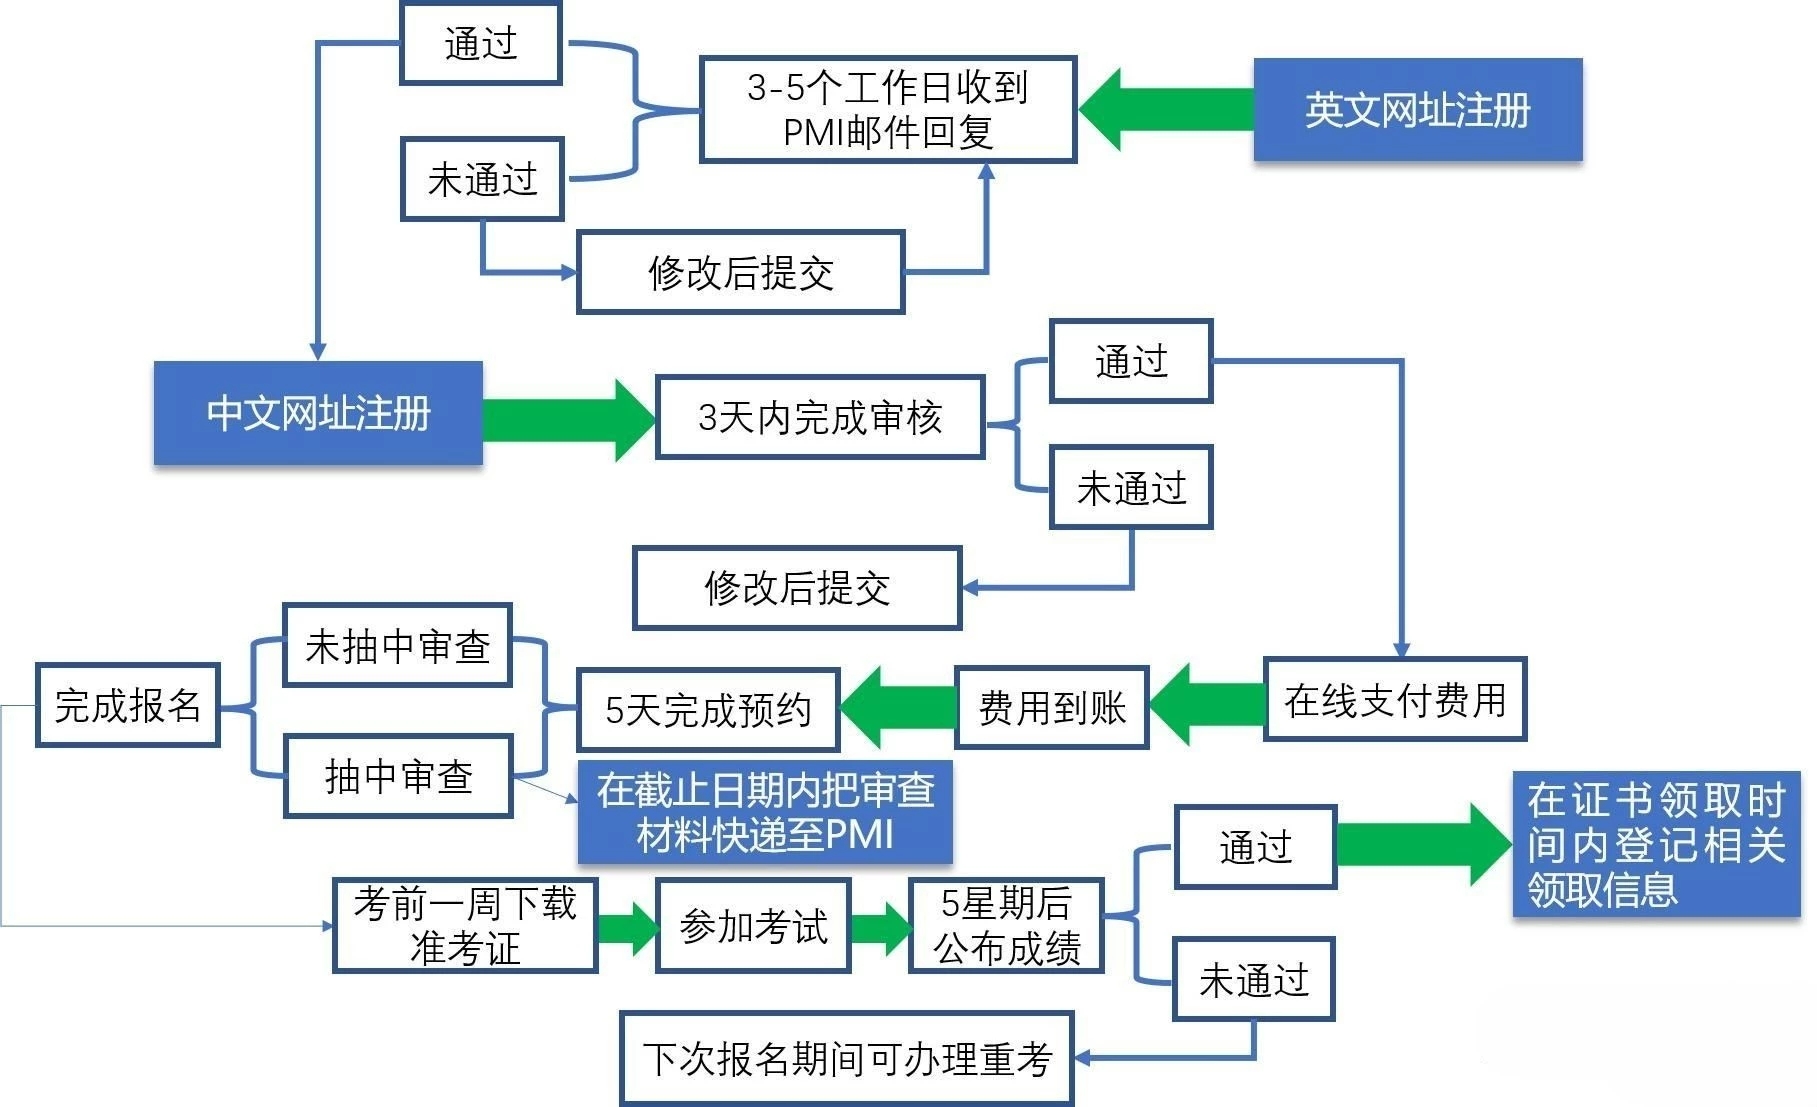 通过
3-5个工作日收到
PMI邮件回复
英文网址注册
未通过
修改后提交
中文网址注册
3天内完成审核
通过
未通过
修改后提交
未抽中审查
完成报名
抽中审查
5天完成预约
费用到账
在线支付费用
在截止日期内把审查
材料快递至PMI
考前一周下载
准考证
参加考试
5星期后
公布成绩
通过
在证书领取时
间内登记相关
领取信息
未通过
下次报名期间可办理重考